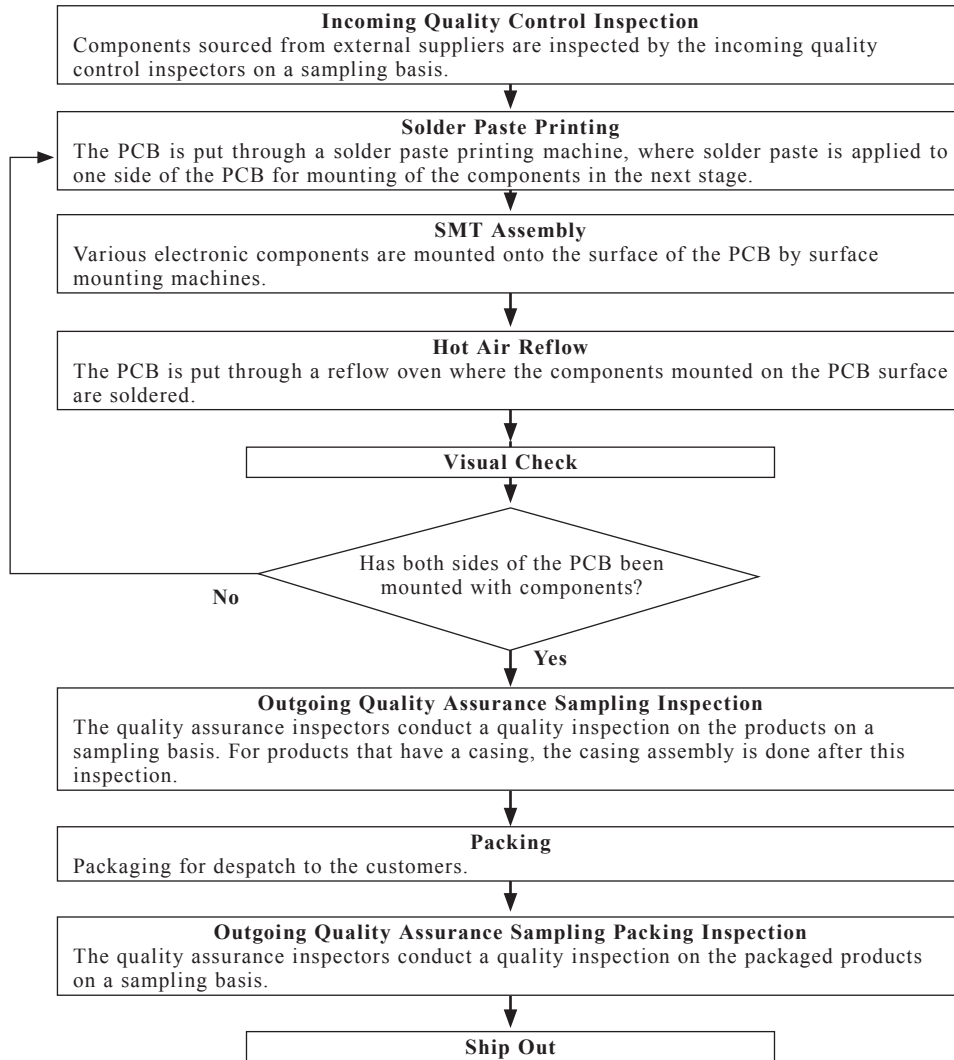 Incoming Quality Control Inspection
Components sourced from external suppliers are inspected by the incoming quality
control inspectors on a sampling basis.
Solder Paste Printing
The PCB is put through a solder paste printing machine, where solder paste is applied to
one side of the PCB for mounting of the components in the next stage.
SMT Assembly
Various electronic components are mounted onto the surface of the PCB by surface
mounting machines.
Hot Air Reflow
The PCB is put through a reflow oven where the components mounted on the PCB surface
are soldered.
Visual Check
Has both sides of the PCB been
mounted with components?
No
Yes
Outgoing Quality Assurance Sampling Inspection
The quality assurance inspectors conduct a quality inspection on the products on a
sampling basis. For products that have a casing, the casing assembly is done after this
inspection.
Packing
Packaging for despatch to the customers.
Outgoing Quality Assurance Sampling Packing Inspection
The quality assurance inspectors conduct a quality inspection on the packaged products
on a sampling basis.
Ship Out